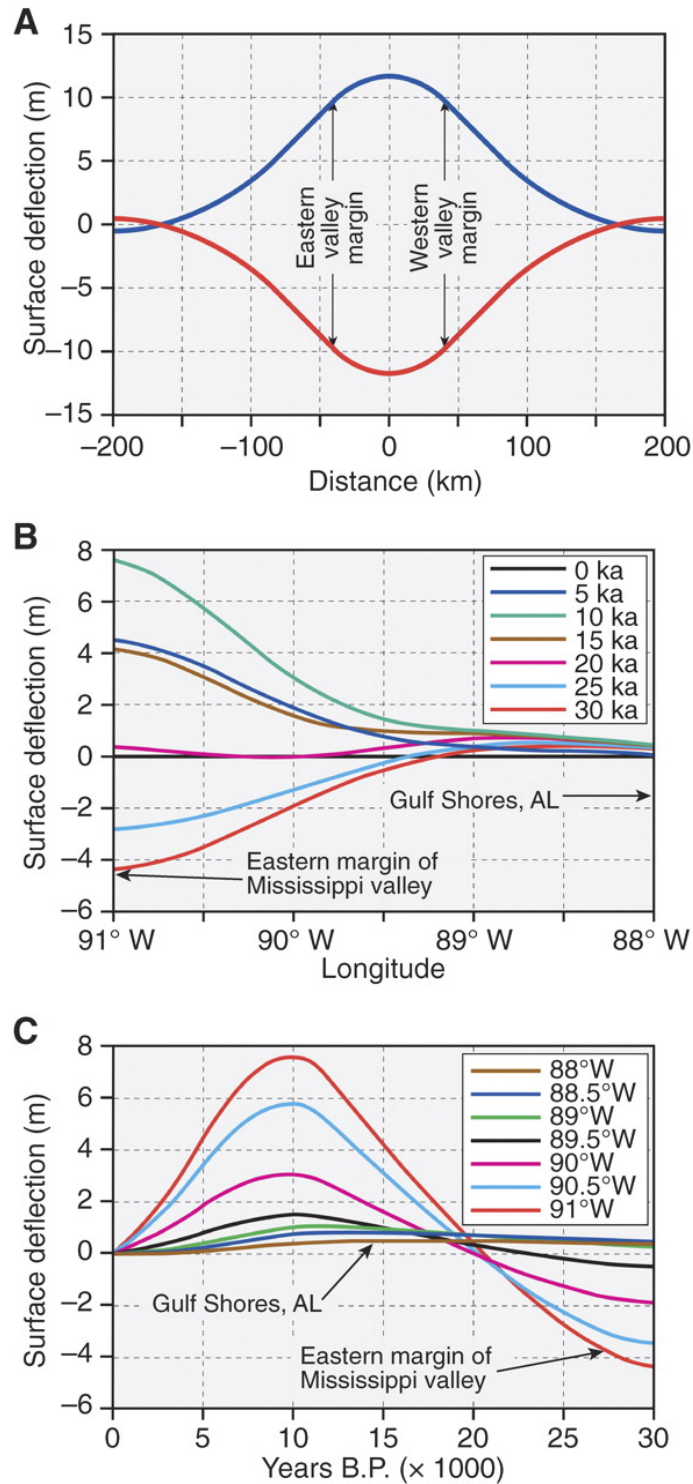 A
Surface deflection (m)
15
10
5
0
–5
–10
–15
Eastern
valley
margin
Western
valley
margin
–200
–100
0
100
200
Distance (km)
B
Surface deflection (m)
8
6
4
2
0
–2
–4
–6
0 ka
5 ka
10 ka
15 ka
20 ka
25 ka
30 ka
Gulf Shores, AL
Eastern margin of
Mississippi valley
91° W
90° W
89° W
88° W
Longitude
C
Surface deflection (m)
8
6
4
2
0
–2
–4
–6
88°W
88.5°W
89°W
89.5°W
90°W
90.5°W
91°W
Gulf Shores, AL
Eastern margin of
Mississippi valley
0
5
10
15
20
25
30
Years B.P. (× 1000)